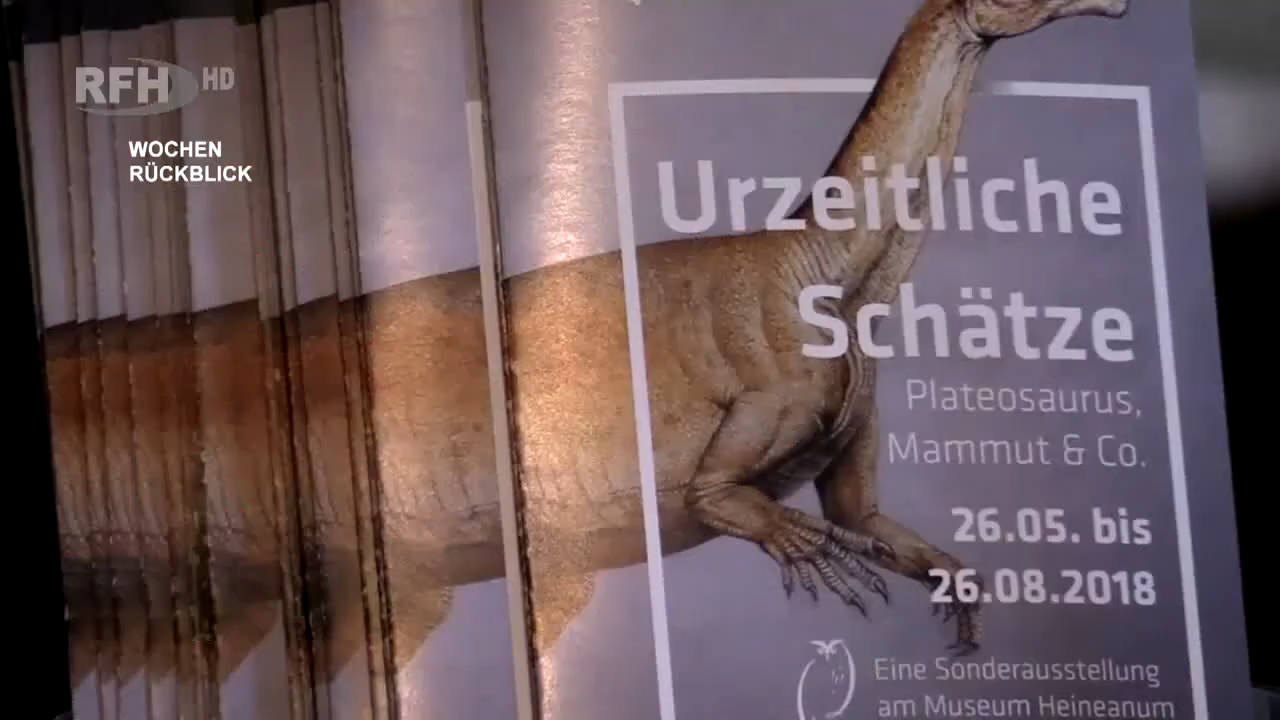 RFH HD
WOCHEN
RÜCKBLICK
Urzeitliche
Schätze
Plateosaurus,
Mammut & Co.
26.05. bis
26.08.2018
Eine Sonderausstellung
am Museum Heineanum